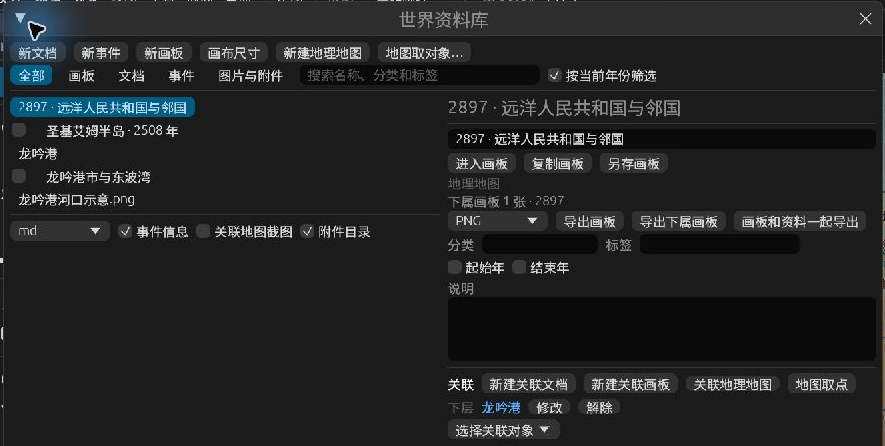 世界资料库
新文档 新事件 新画板 画布尺寸 新建地理地图 地图取对象...
全部 画板 文档 事件 图片与附件 搜索名称、分类和标签 按当前年份筛选
2897 · 远洋人民共和国与邻国
圣基艾姆半岛 · 2508 年
龙吟港
龙吟港市与东波湾
龙吟港河口示意.png
md 事件信息 关联地图截图 附件目录
2897 · 远洋人民共和国与邻国
2897 · 远洋人民共和国与邻国
进入画板 复制画板 另存画板
地理地图
下属画板 1 张 · 2897
PNG 导出画板 导出下属画板 画板和资料一起导出
分类 标签
起始年 结束年
说明
关联 新建关联文档 新建关联画板 关联地理地图 地图取点
下层 龙吟港 修改 解除
选择关联对象